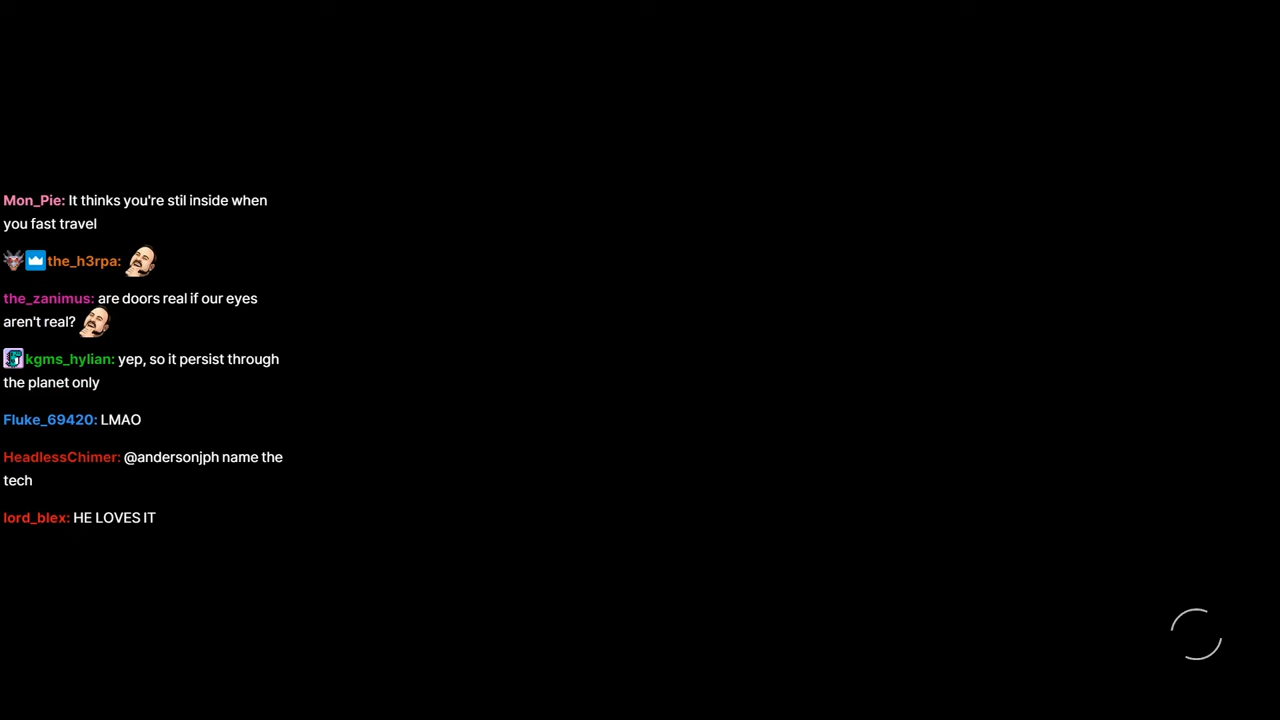 Mon_Pie: It thinks you're stil inside when
you fast travel
the_h3rpa:
the_zanimus: are doors real if our eyes
aren't real?
kgms_hylian: yep, so it persist through
the planet only
Fluke_69420: LMAO
HeadlessChimer: @andersonjph name the
tech
lord_blex: HE LOVES IT